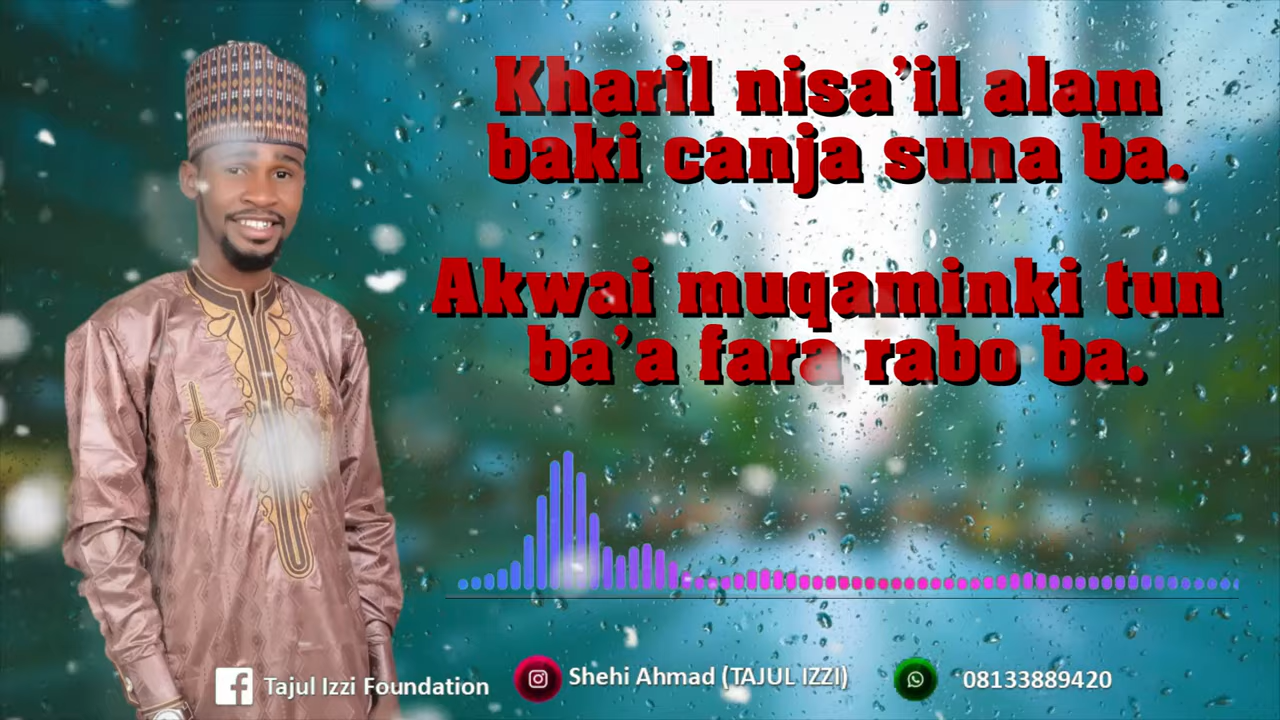 Kharil nisa’il alam
baki canja suna ba.
Akwai muqaminki tun
ba’a fara rabo ba.
Tajul Izzi Foundation
Shehi Ahmad (TAJUL IZZI)
08133889420